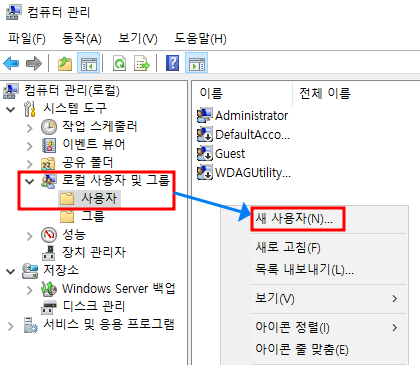 컴퓨터 관리
파일(F) 동작(A) 보기(V) 도움말(H)
컴퓨터 관리(로컬)
시스템 도구
작업 스케줄러
이벤트 뷰어
공유 폴더
로컬 사용자 및 그룹
사용자
그룹
성능
장치 관리자
저장소
Windows Server 백업
디스크 관리
서비스 및 응용 프로그램
이름 전체 이름
Administrator
DefaultAcco...
Guest
WDAGUtility...
새 사용자(N)...
새로 고침(F)
목록 내보내기(L)...
보기(V)
아이콘 정렬(I)
아이콘 줄 맞춤(E)